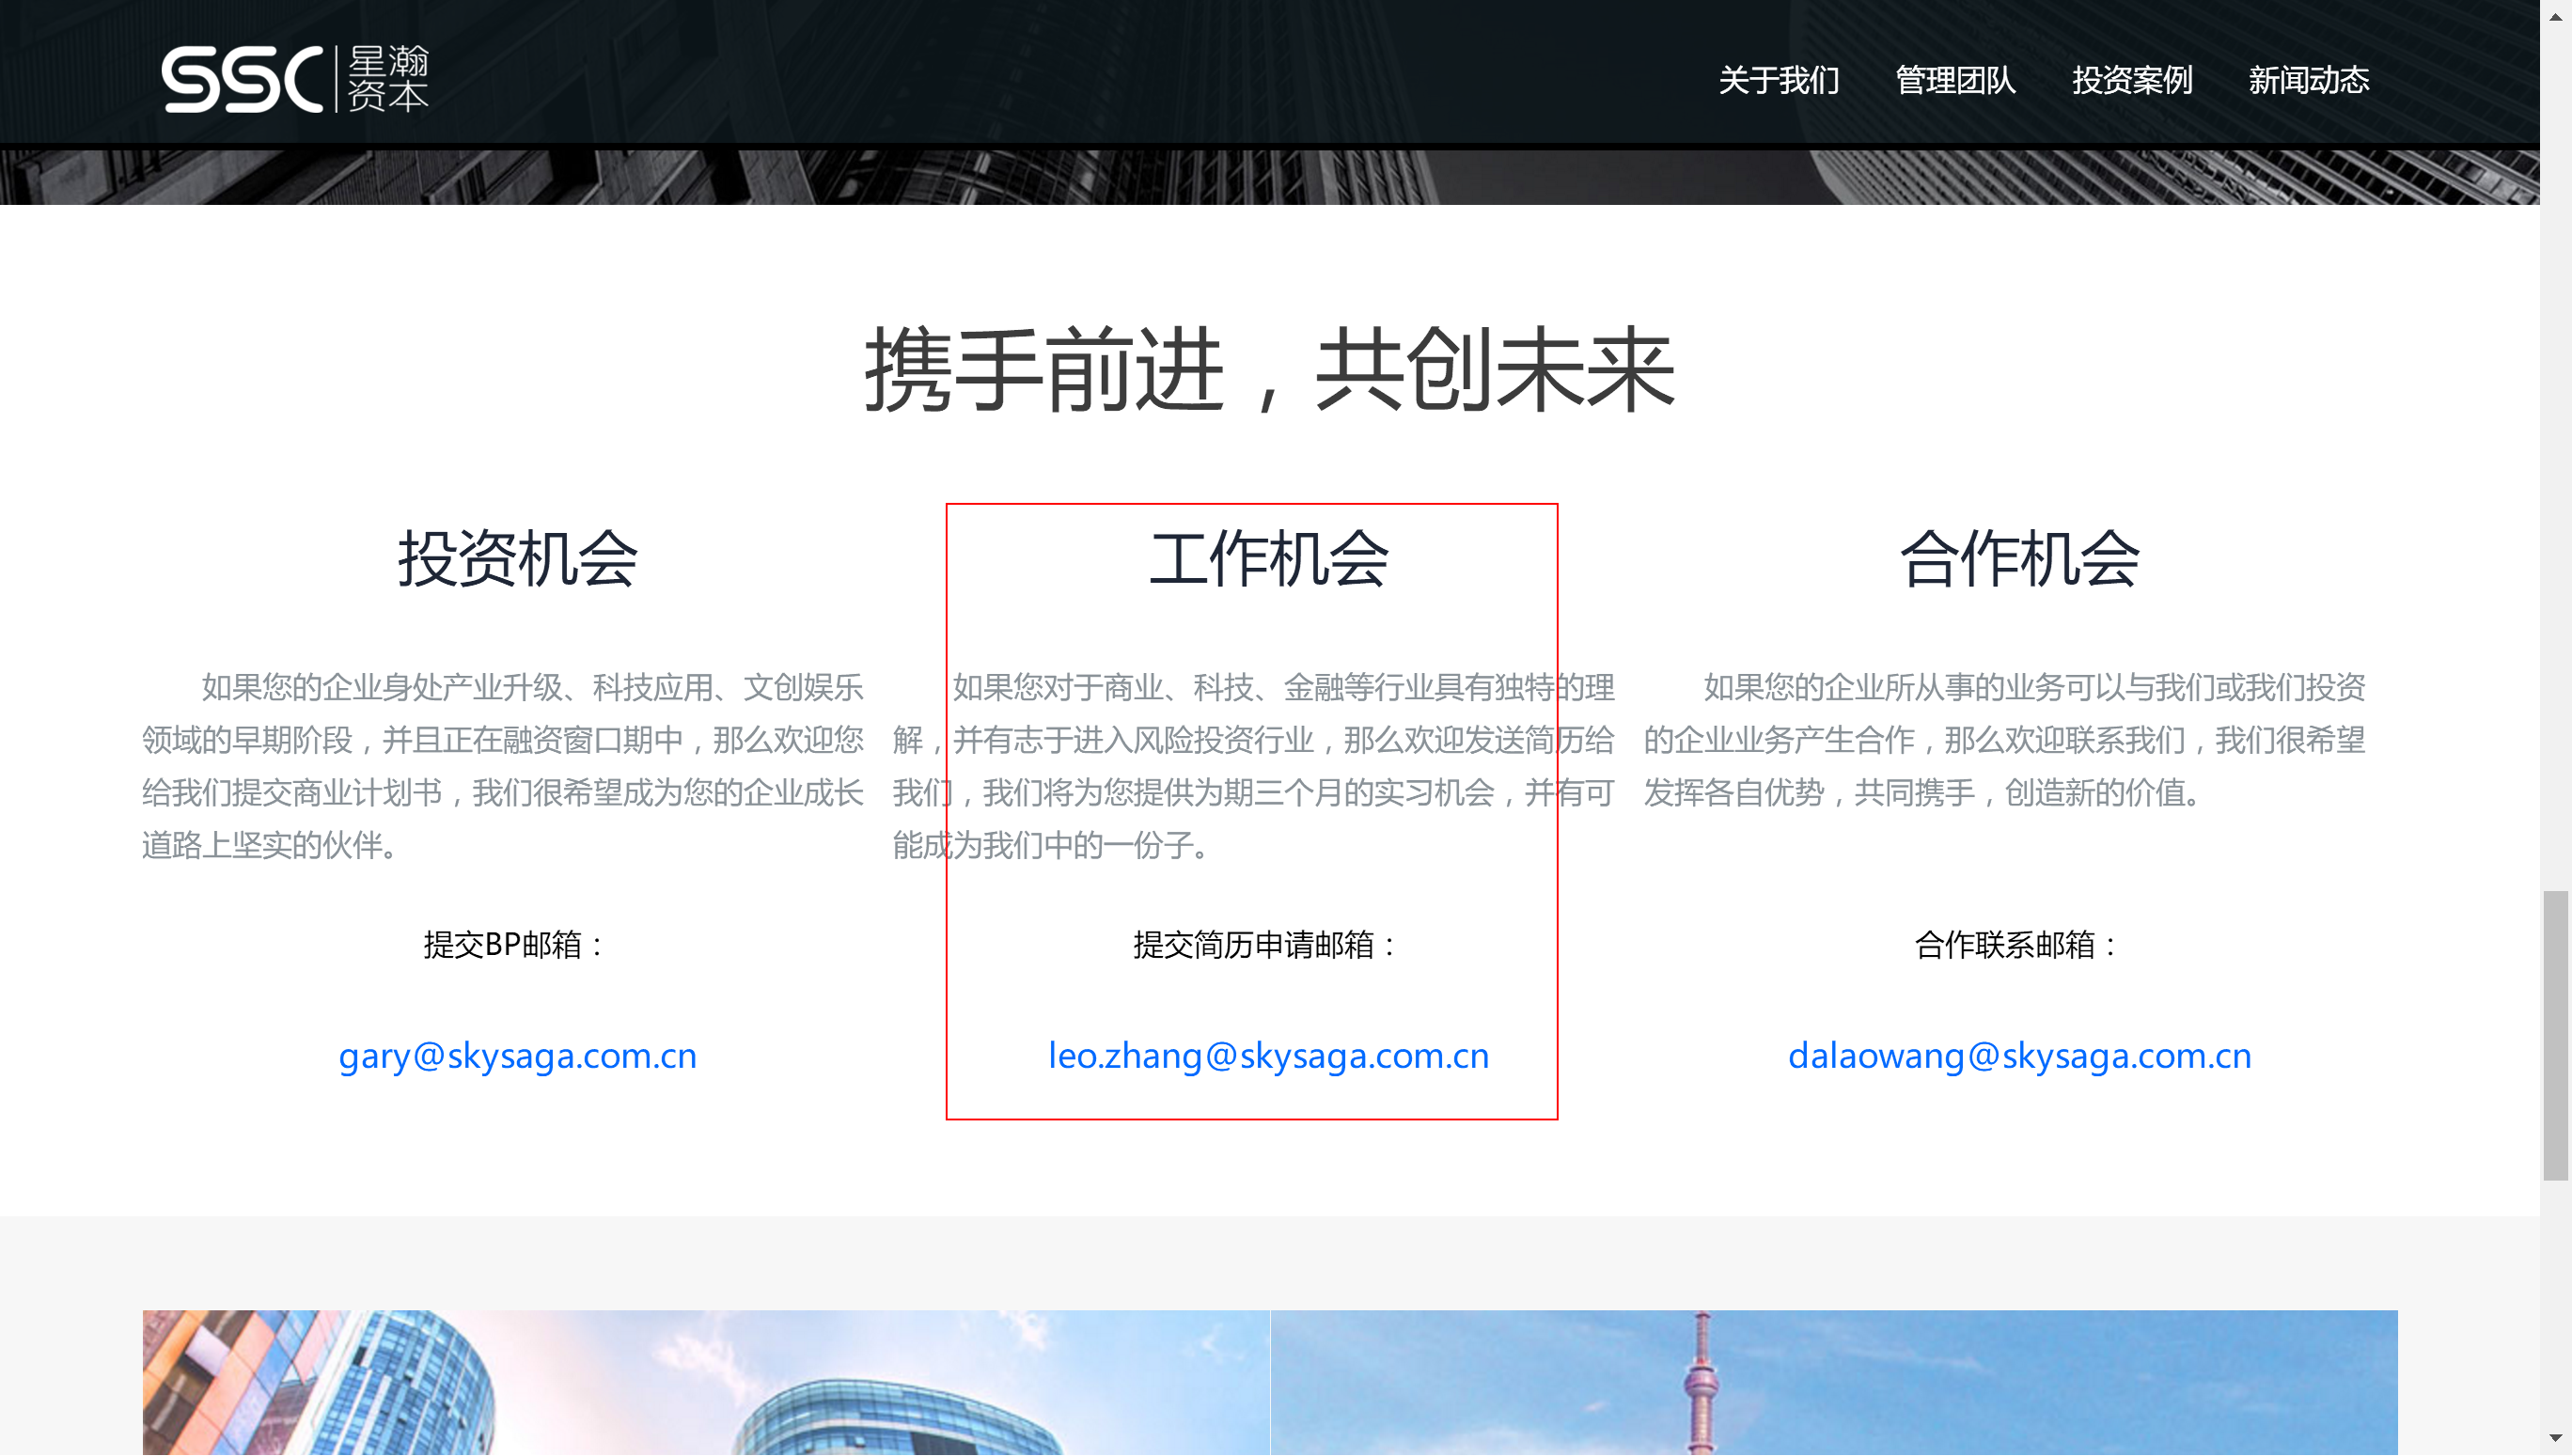 SSC 星瀚
资本
关于我们 管理团队 投资案例 新闻动态
携手前进，共创未来
投资机会
如果您的企业身处产业升级、科技应用、文创娱乐
领域的早期阶段，并且正在融资窗口期中，那么欢迎您
给我们提交商业计划书，我们很希望成为您的企业成长
道路上坚实的伙伴。
提交BP邮箱：
gary@skysaga.com.cn
工作机会
如果您对于商业、科技、金融等行业具有独特的理
解，并有志于进入风险投资行业，那么欢迎发送简历给
我们，我们将为您提供为期三个月的实习机会，并有可
能成为我们中的一份子。
提交简历申请邮箱：
leo.zhang@skysaga.com.cn
合作机会
如果您的企业所从事的业务可以与我们或我们投资
的企业业务产生合作，那么欢迎联系我们，我们很希望
发挥各自优势，共同携手，创造新的价值。
合作联系邮箱：
dalaowang@skysaga.com.cn